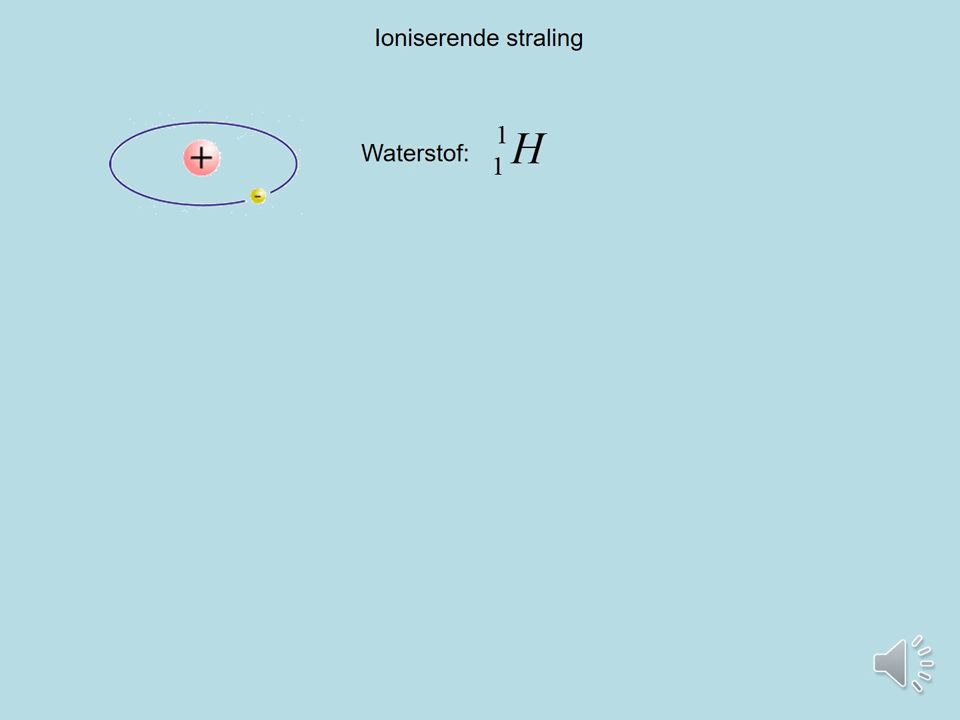 Ioniserende straling
+
-
Waterstof: ¹₁H